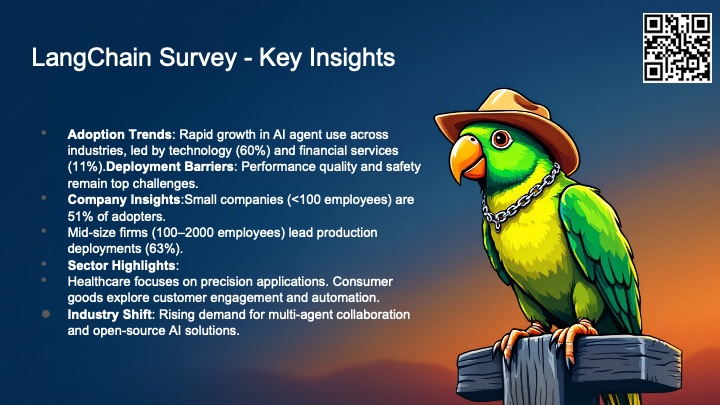 LangChain Survey - Key Insights
• Adoption Trends: Rapid growth in AI agent use across
industries, led by technology (60%) and financial services
(11%).Deployment Barriers: Performance quality and safety
remain top challenges.
• Company Insights:Small companies (<100 employees) are
51% of adopters.
• Mid-size firms (100–2000 employees) lead production
deployments (63%).
• Sector Highlights:
• Healthcare focuses on precision applications. Consumer
goods explore customer engagement and automation.
• Industry Shift: Rising demand for multi-agent collaboration
and open-source AI solutions.